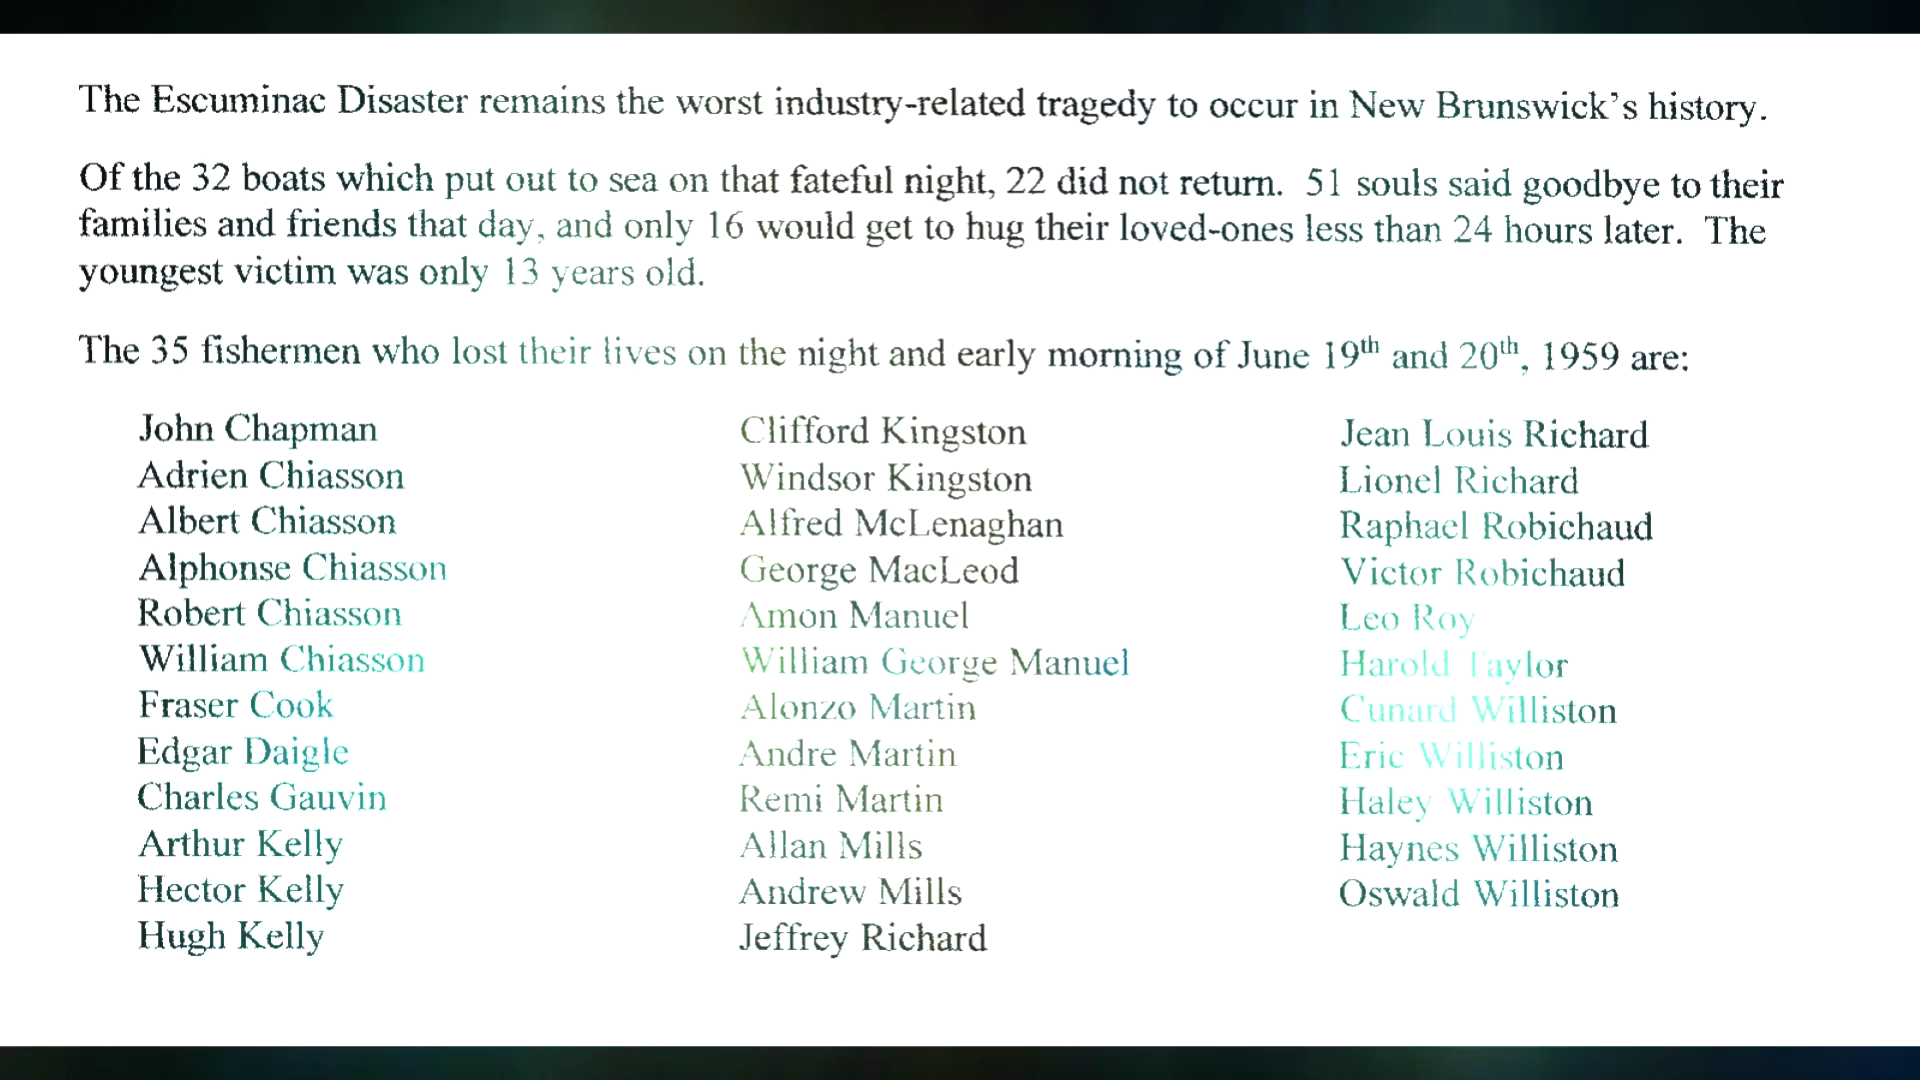 The Escuminac Disaster remains the worst industry-related tragedy to occur in New Brunswick's history.
Of the 32 boats which put out to sea on that fateful night, 22 did not return. 51 souls said goodbye to their
families and friends that day, and only 16 would get to hug their loved-ones less than 24 hours later. The
youngest victim was only 13 years old.
The 35 fishermen who lost their lives on the night and early morning of June 19th and 20th, 1959 are:
John Chapman
Adrien Chiasson
Albert Chiasson
Alphonse Chiasson
Robert Chiasson
William Chiasson
Fraser Cook
Edgar Daigle
Charles Gauvin
Arthur Kelly
Hector Kelly
Hugh Kelly
Clifford Kingston
Windsor Kingston
Alfred McLenaghan
George MacLeod
Amon Manuel
William George Manuel
Alonzo Martin
Andre Martin
Remi Martin
Allan Mills
Andrew Mills
Jeffrey Richard
Jean Louis Richard
Lionel Richard
Raphael Robichaud
Victor Robichaud
Leo Roy
Harold Taylor
Cunard Williston
Eric Williston
Haley Williston
Haynes Williston
Oswald Williston